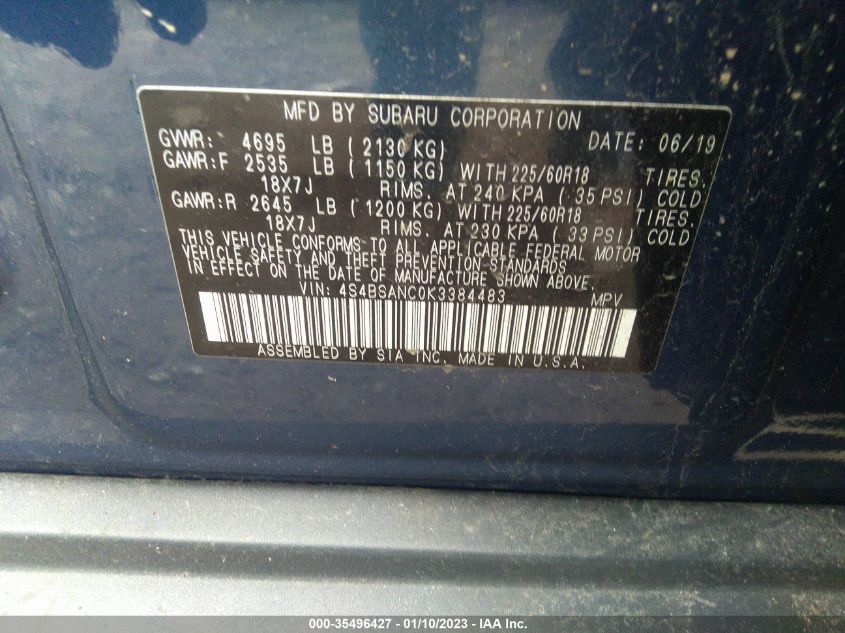 MFD BY SUBARU CORPORATION
GVWR: 4695 LB (2130 KG) DATE: 06/19
GAWR:F 2535 LB (1150 KG) WITH 225/60R18 TIRES.
18X7J RIMS. AT 240 KPA (35 PSI) COLD
GAWR:R 2645 LB (1200 KG) WITH 225/60R18 TIRES.
18X7J RIMS. AT 230 KPA (33 PSI) COLD
THIS VEHICLE CONFORMS TO ALL APPLICABLE FEDERAL MOTOR
VEHICLE SAFETY AND THEFT PREVENTION STANDARDS
IN EFFECT ON THE DATE OF MANUFACTURE SHOWN ABOVE.
VIN: 4S4BSANC0K3384483 MPV
ASSEMBLED BY SIA INC. MADE IN U.S.A.
000-35496427 - 01/10/2023 - IAA Inc.